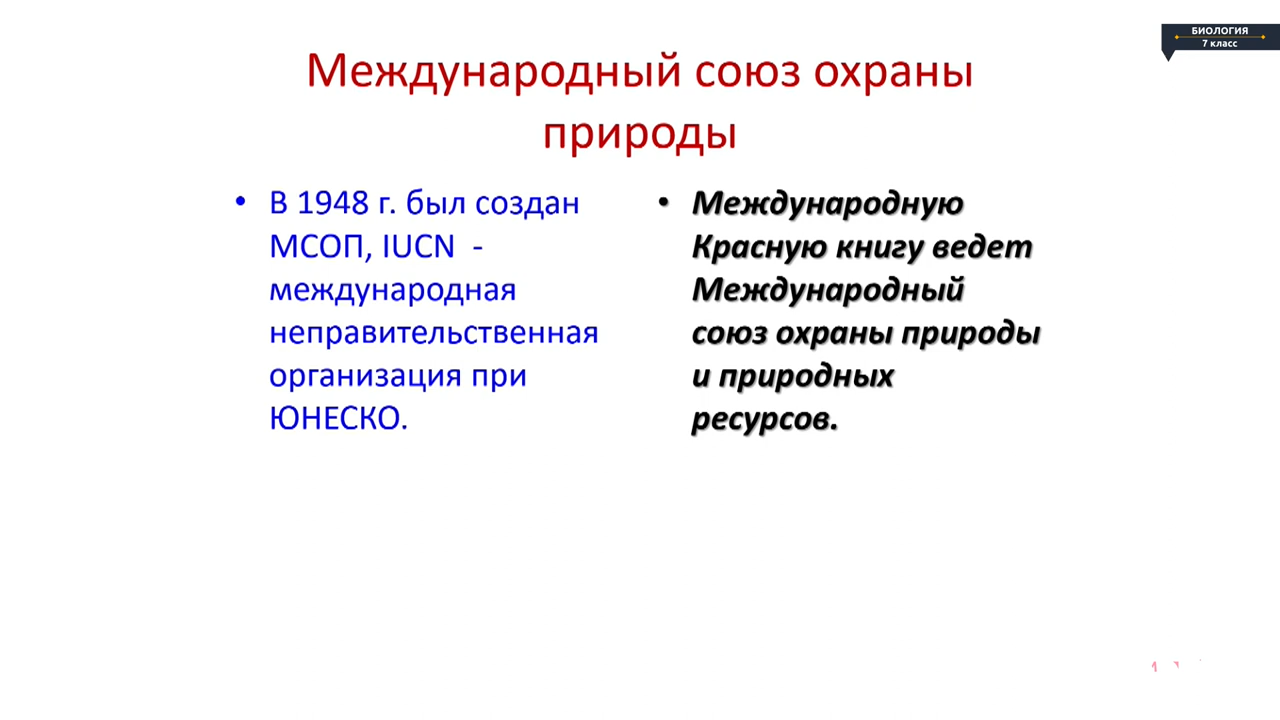 БИОЛОГИЯ
7 класс
Международный союз охраны
природы
• В 1948 г. был создан
МСОП, IUCN -
международная
неправительственная
организация при
ЮНЕСКО.
• Международную
Красную книгу ведет
Международный
союз охраны природы
и природных
ресурсов.